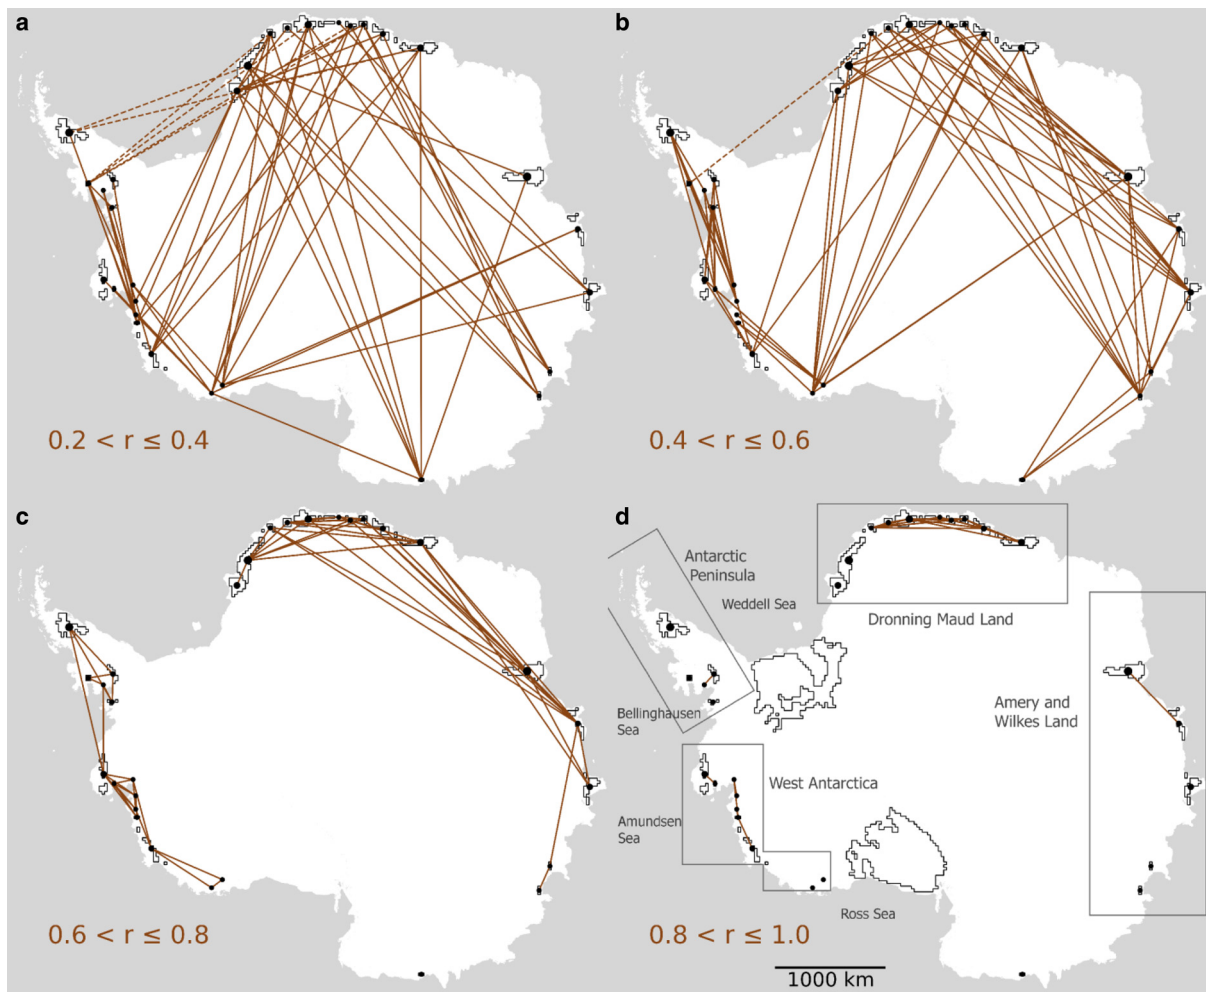 a
b
0.2 < r ≤ 0.4
0.4 < r ≤ 0.6
c
d
Antarctic
Peninsula
Weddell Sea
Dronning Maud Land
Bellinghausen
Sea
Amery and
Wilkes Land
West Antarctica
Amundsen
Sea
Ross Sea
0.6 < r ≤ 0.8
0.8 < r ≤ 1.0
1000 km